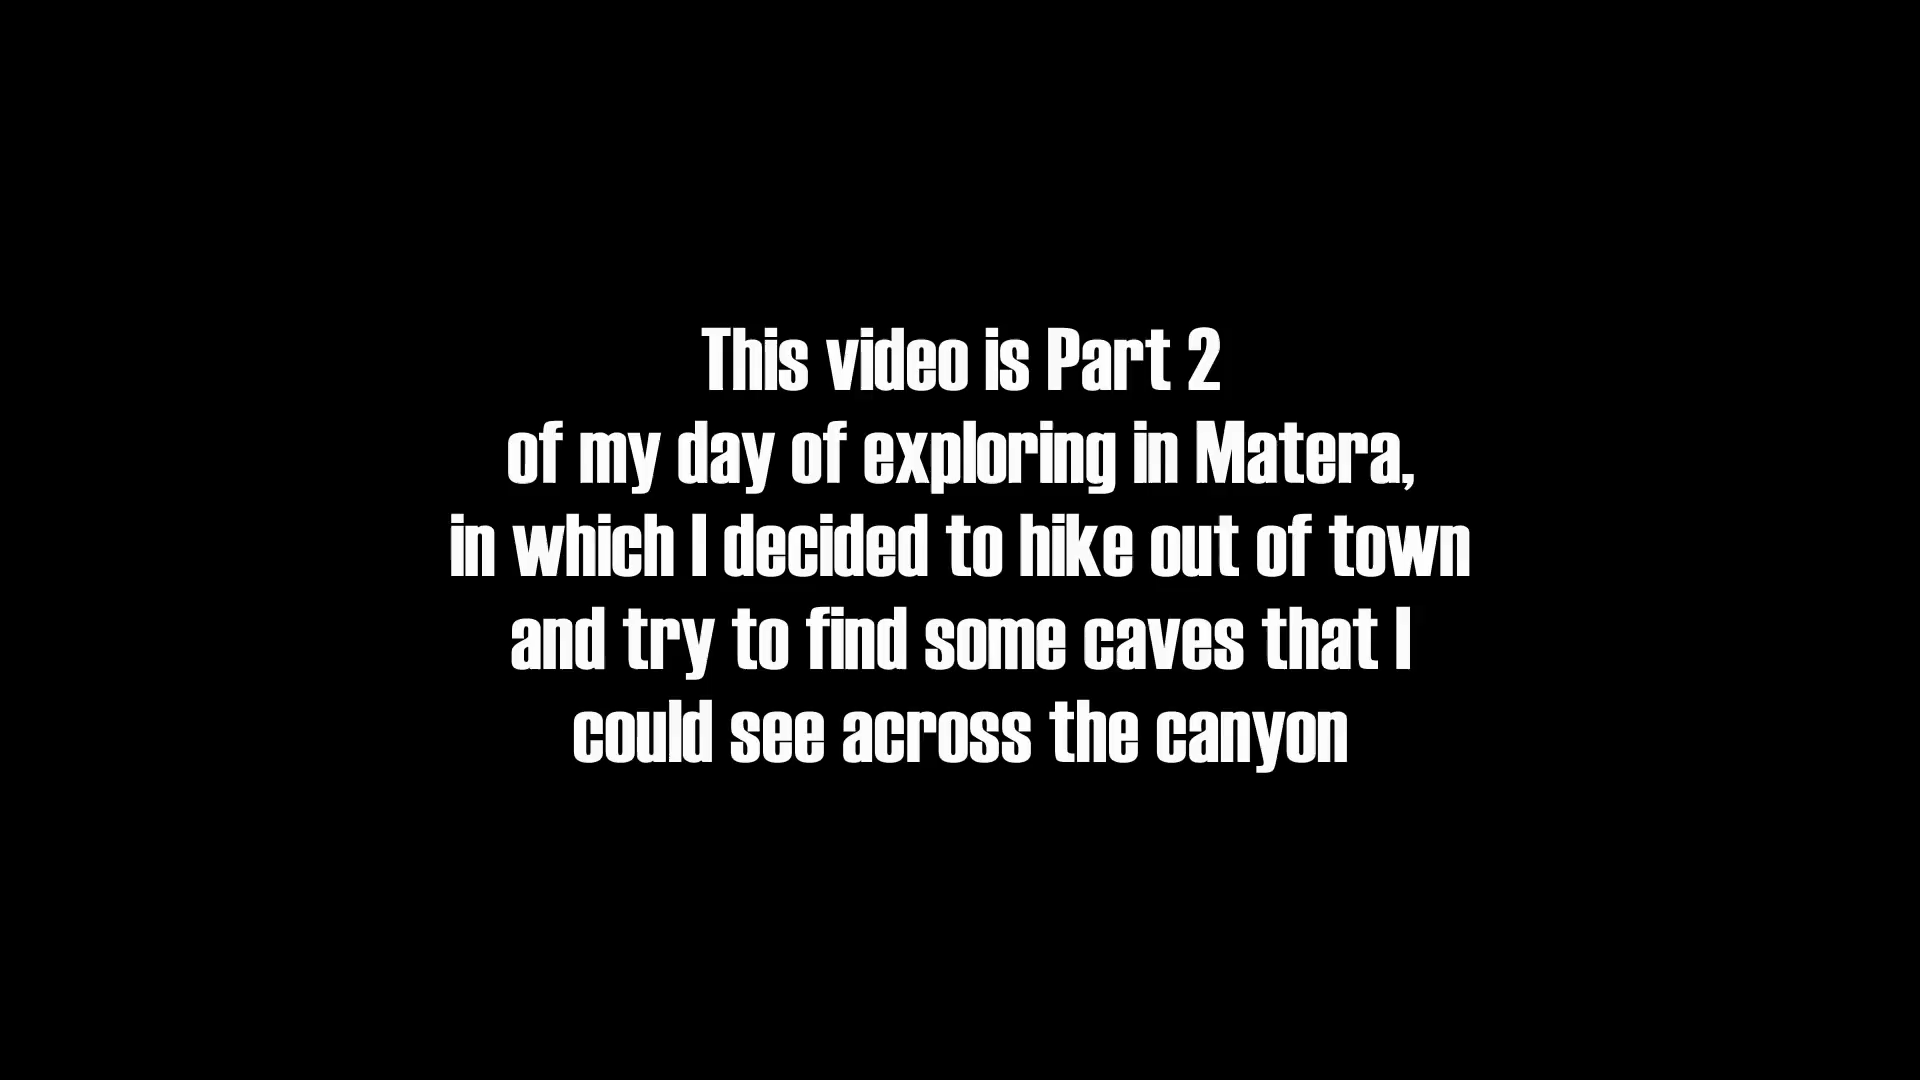 This video is Part 2
of my day of exploring in Matera,
in which I decided to hike out of town
and try to find some caves that I
could see across the canyon